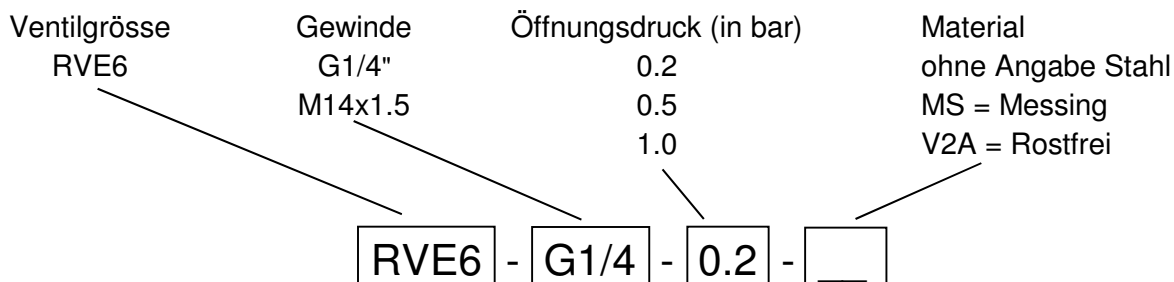 Ventilgrösse Gewinde Öffnungsdruck (in bar) Material
RVE6 G1/4" 0.2 ohne Angabe Stahl
M14x1.5 0.5 MS = Messing
1.0 V2A = Rostfrei
RVE6 - G1/4 - 0.2 - __